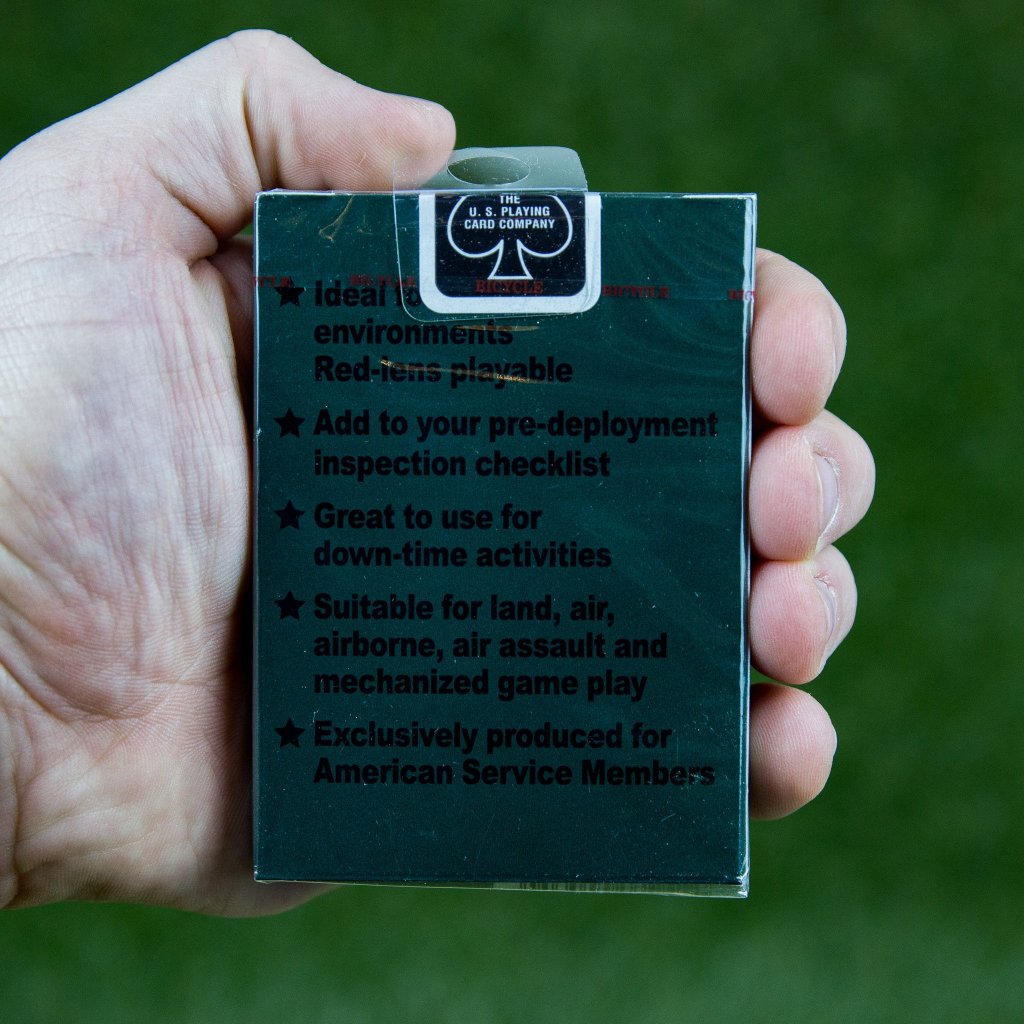 THE
U. S. PLAYING
CARD COMPANY
BICYCLE BICYCLE
★ Ideal
environments
Red-lens playable
★ Add to your pre-deployment
inspection checklist
★ Great to use for
down-time activities
★ Suitable for land, air,
airborne, air assault and
mechanized game play
★ Exclusively produced for
American Service Members